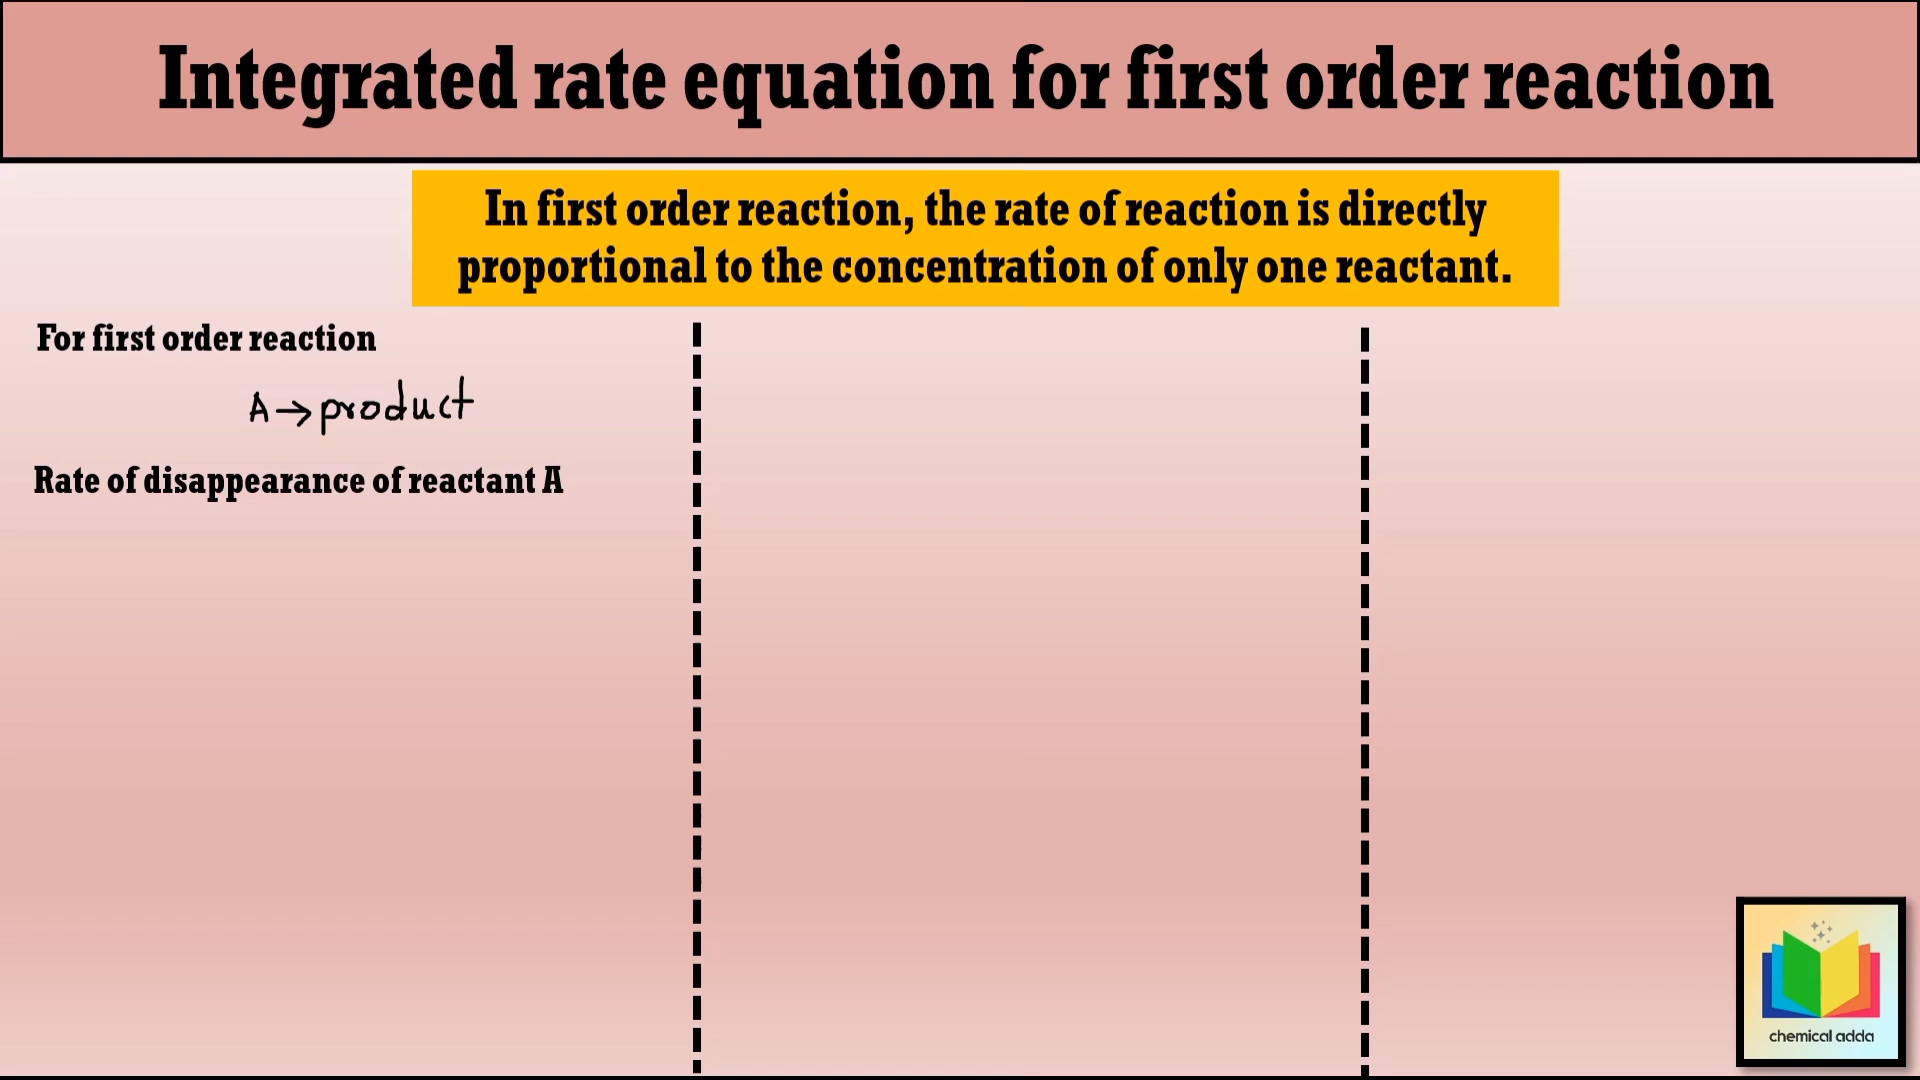 Integrated rate equation for first order reaction
In first order reaction, the rate of reaction is directly
proportional to the concentration of only one reactant.
For first order reaction
A→product
Rate of disappearance of reactant A
chemical adda